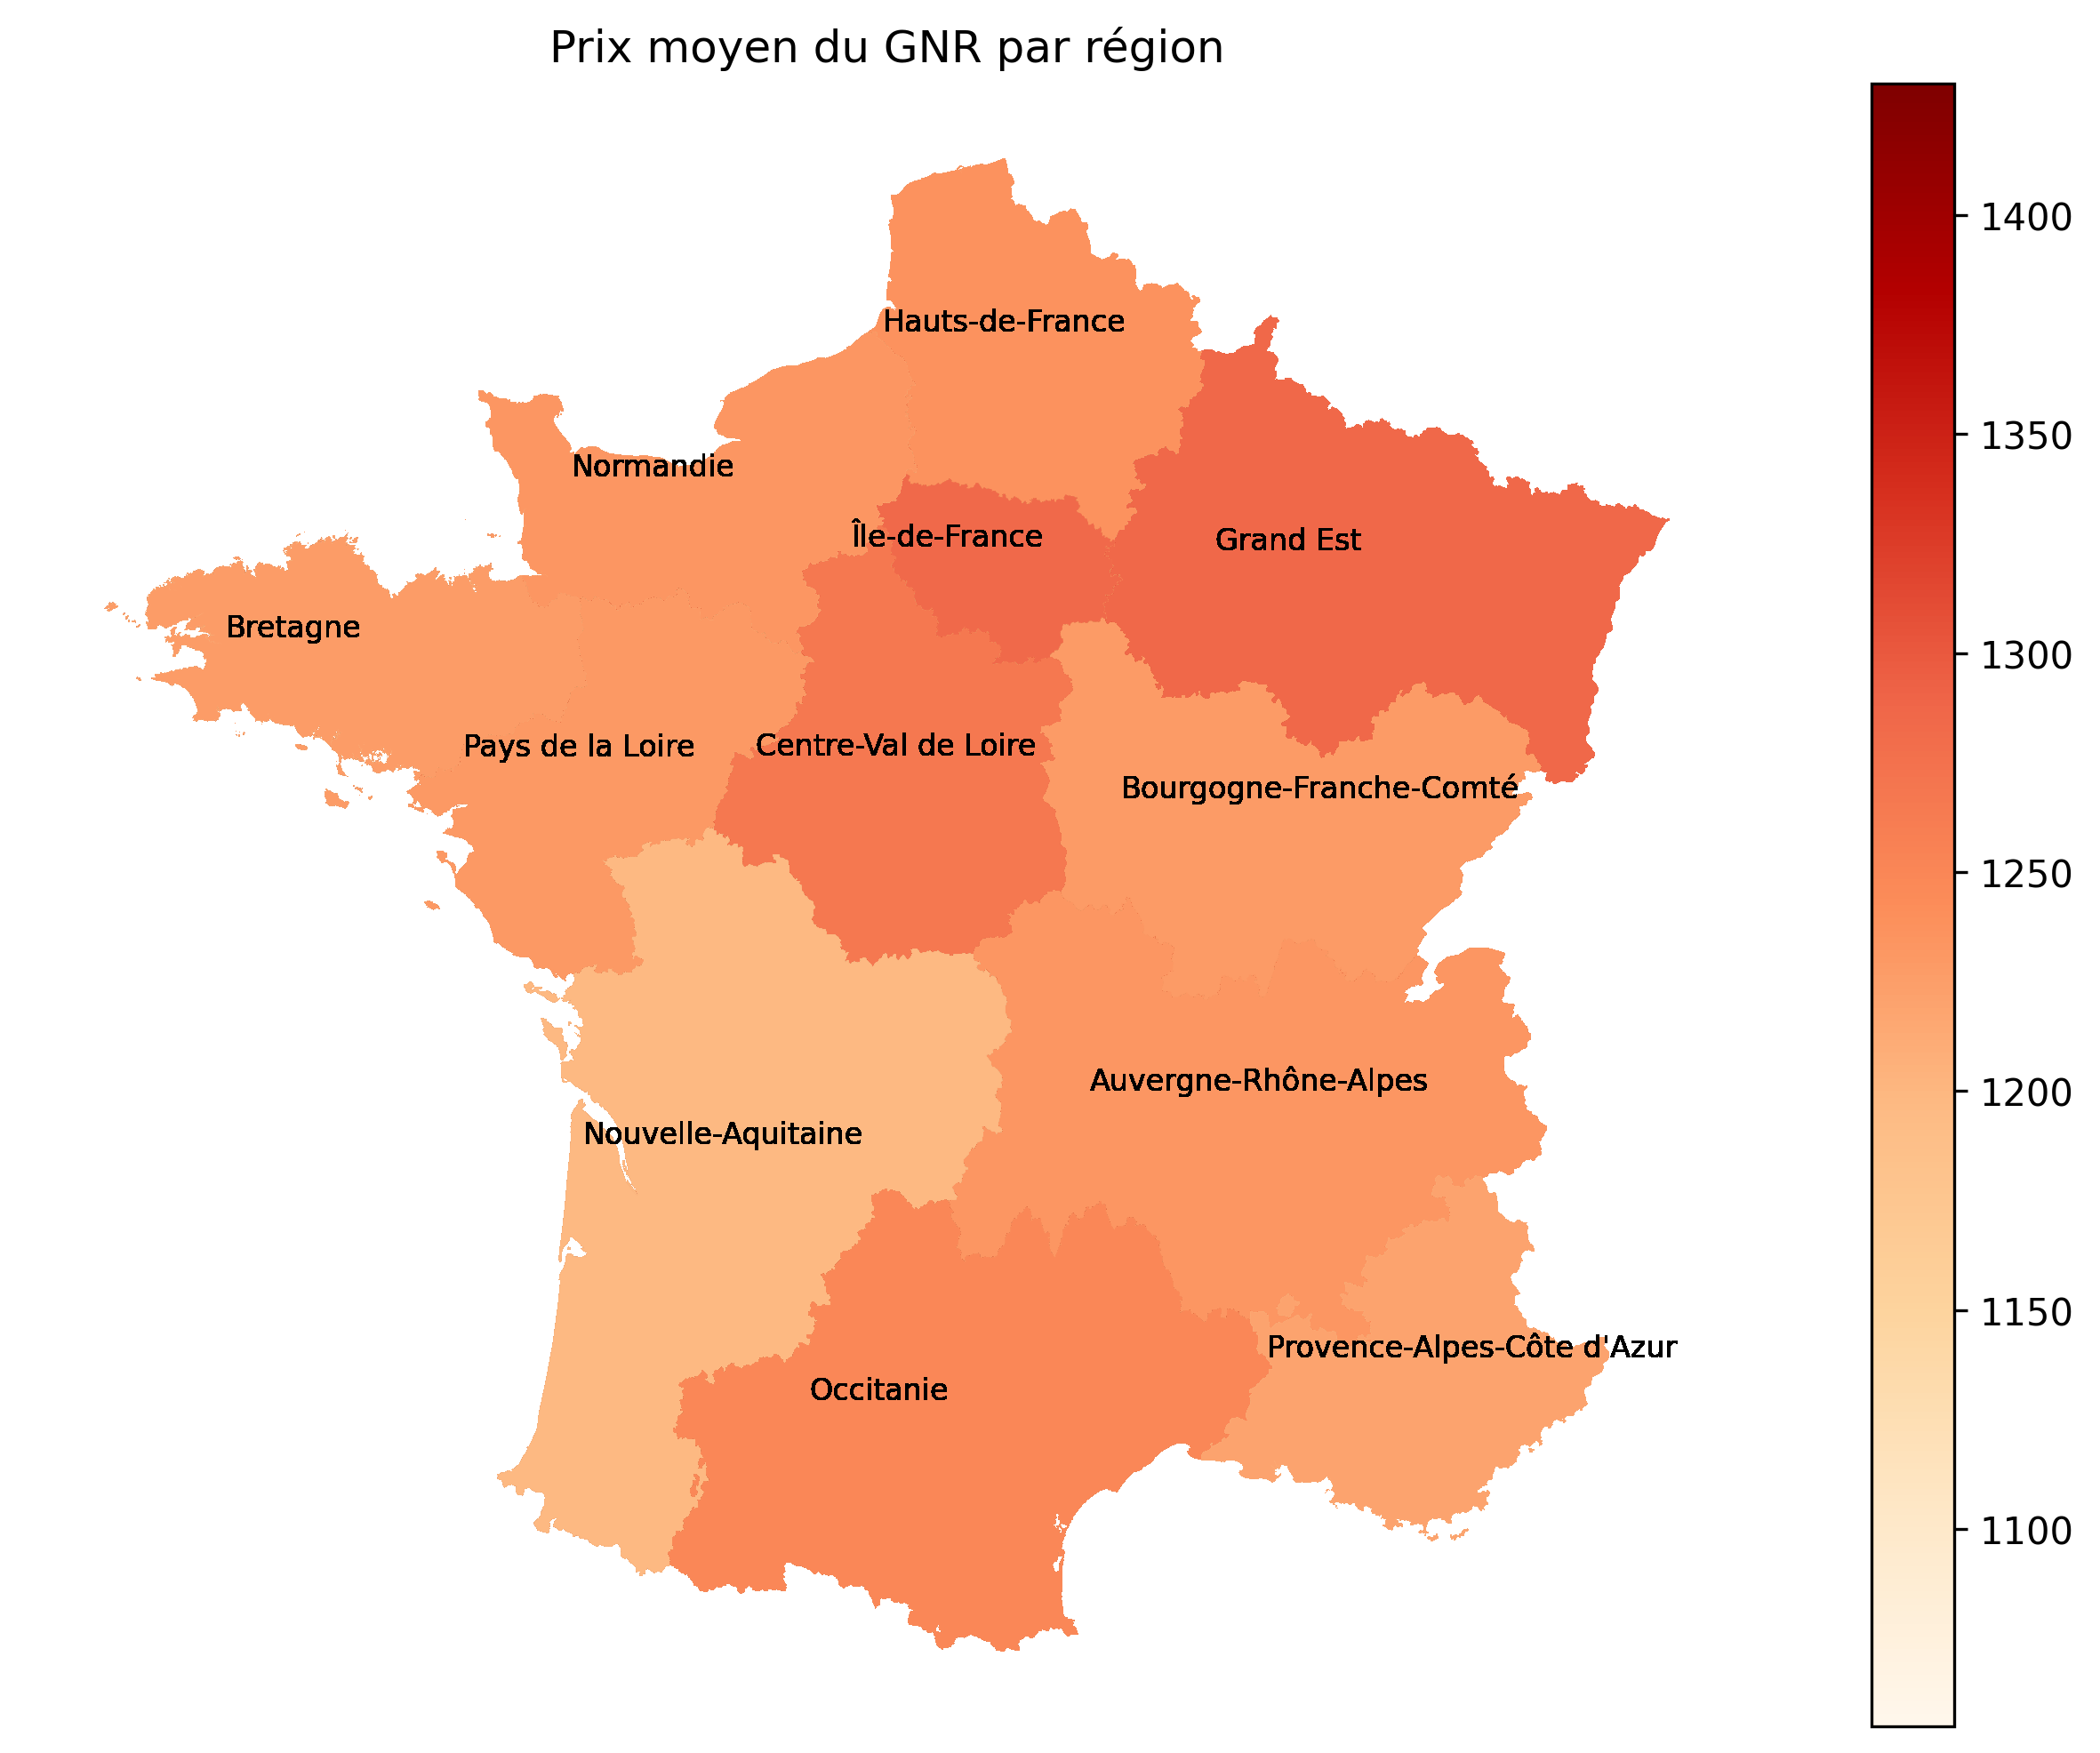 Prix moyen du GNR par région
Hauts-de-France
Normandie
Île-de-France
Grand Est
Bretagne
Pays de la Loire
Centre-Val de Loire
Bourgogne-Franche-Comté
Auvergne-Rhône-Alpes
Nouvelle-Aquitaine
Provence-Alpes-Côte d'Azur
Occitanie
1400
1350
1300
1250
1200
1150
1100